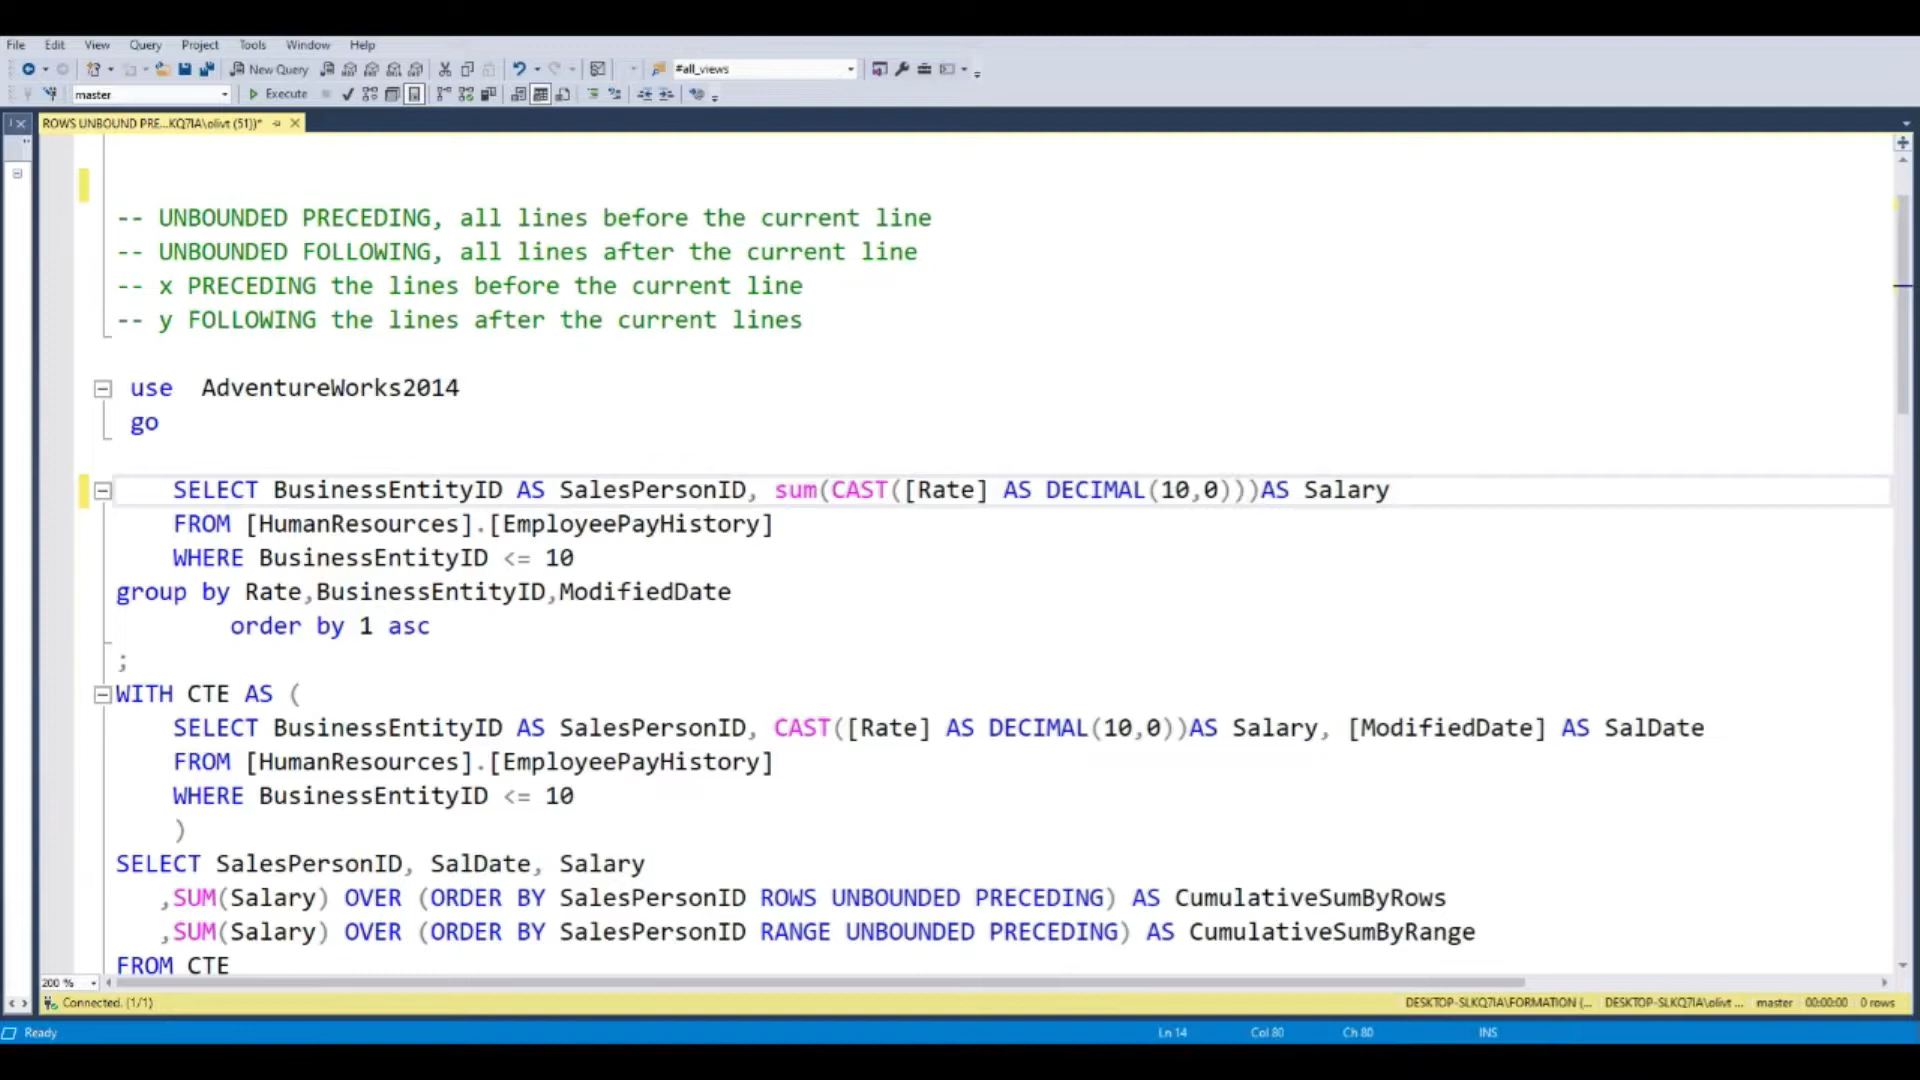 File Edit View Query Project Tools Window Help
New Query #all_views
master Execute
ROWS UNBOUND PRE...KQ7IA\olivt (51))*
-- UNBOUNDED PRECEDING, all lines before the current line
-- UNBOUNDED FOLLOWING, all lines after the current line
-- x PRECEDING the lines before the current line
-- y FOLLOWING the lines after the current lines
use AdventureWorks2014
go
SELECT BusinessEntityID AS SalesPersonID, sum(CAST([Rate] AS DECIMAL(10,0)))AS Salary
FROM [HumanResources].[EmployeePayHistory]
WHERE BusinessEntityID <= 10
group by Rate,BusinessEntityID,ModifiedDate
order by 1 asc
;
WITH CTE AS (
SELECT BusinessEntityID AS SalesPersonID, CAST([Rate] AS DECIMAL(10,0))AS Salary, [ModifiedDate] AS SalDate
FROM [HumanResources].[EmployeePayHistory]
WHERE BusinessEntityID <= 10
)
SELECT SalesPersonID, SalDate, Salary
,SUM(Salary) OVER (ORDER BY SalesPersonID ROWS UNBOUNDED PRECEDING) AS CumulativeSumByRows
,SUM(Salary) OVER (ORDER BY SalesPersonID RANGE UNBOUNDED PRECEDING) AS CumulativeSumByRange
FROM CTE
200 %
Connected. (1/1) DESKTOP-SLKQ7IA\FORMATION (... DESKTOP-SLKQ7IA\olivt ... master 00:00:00 0 rows
Ready Ln 14 Col 80 Ch 80 INS